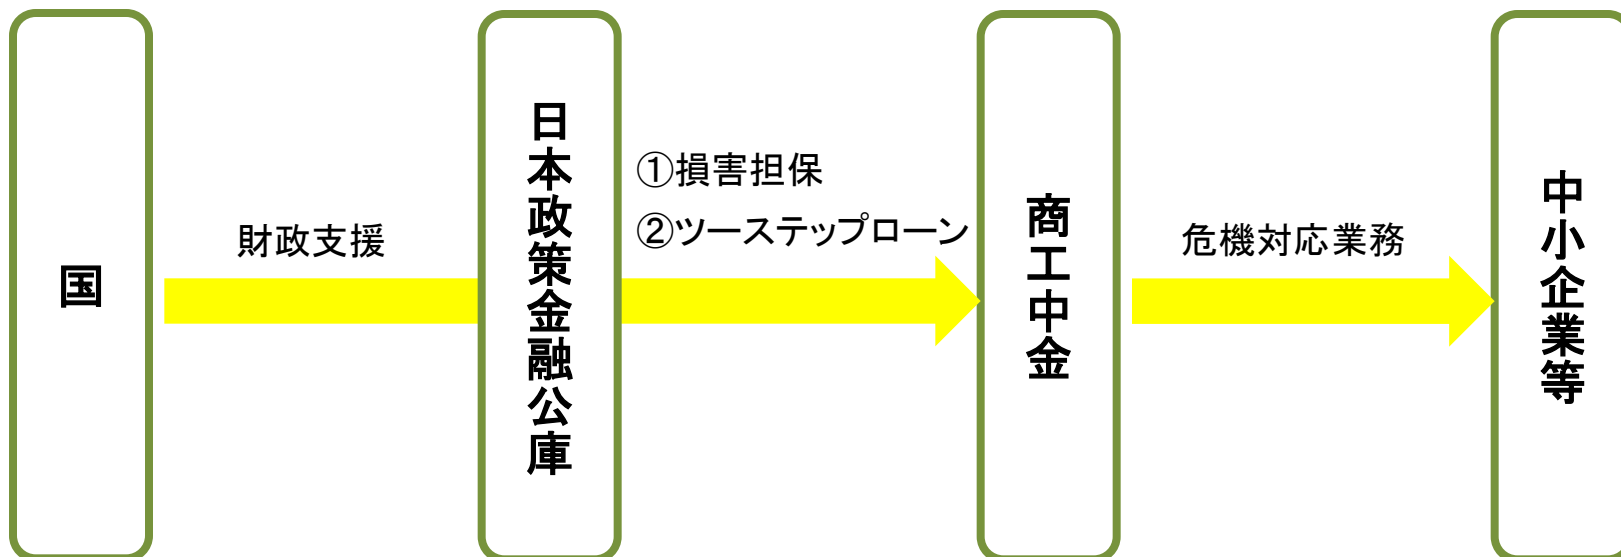 国
財政支援
日本政策金融公庫
①損害担保
②ツーステップローン
商工中金
危機対応業務
中小企業等